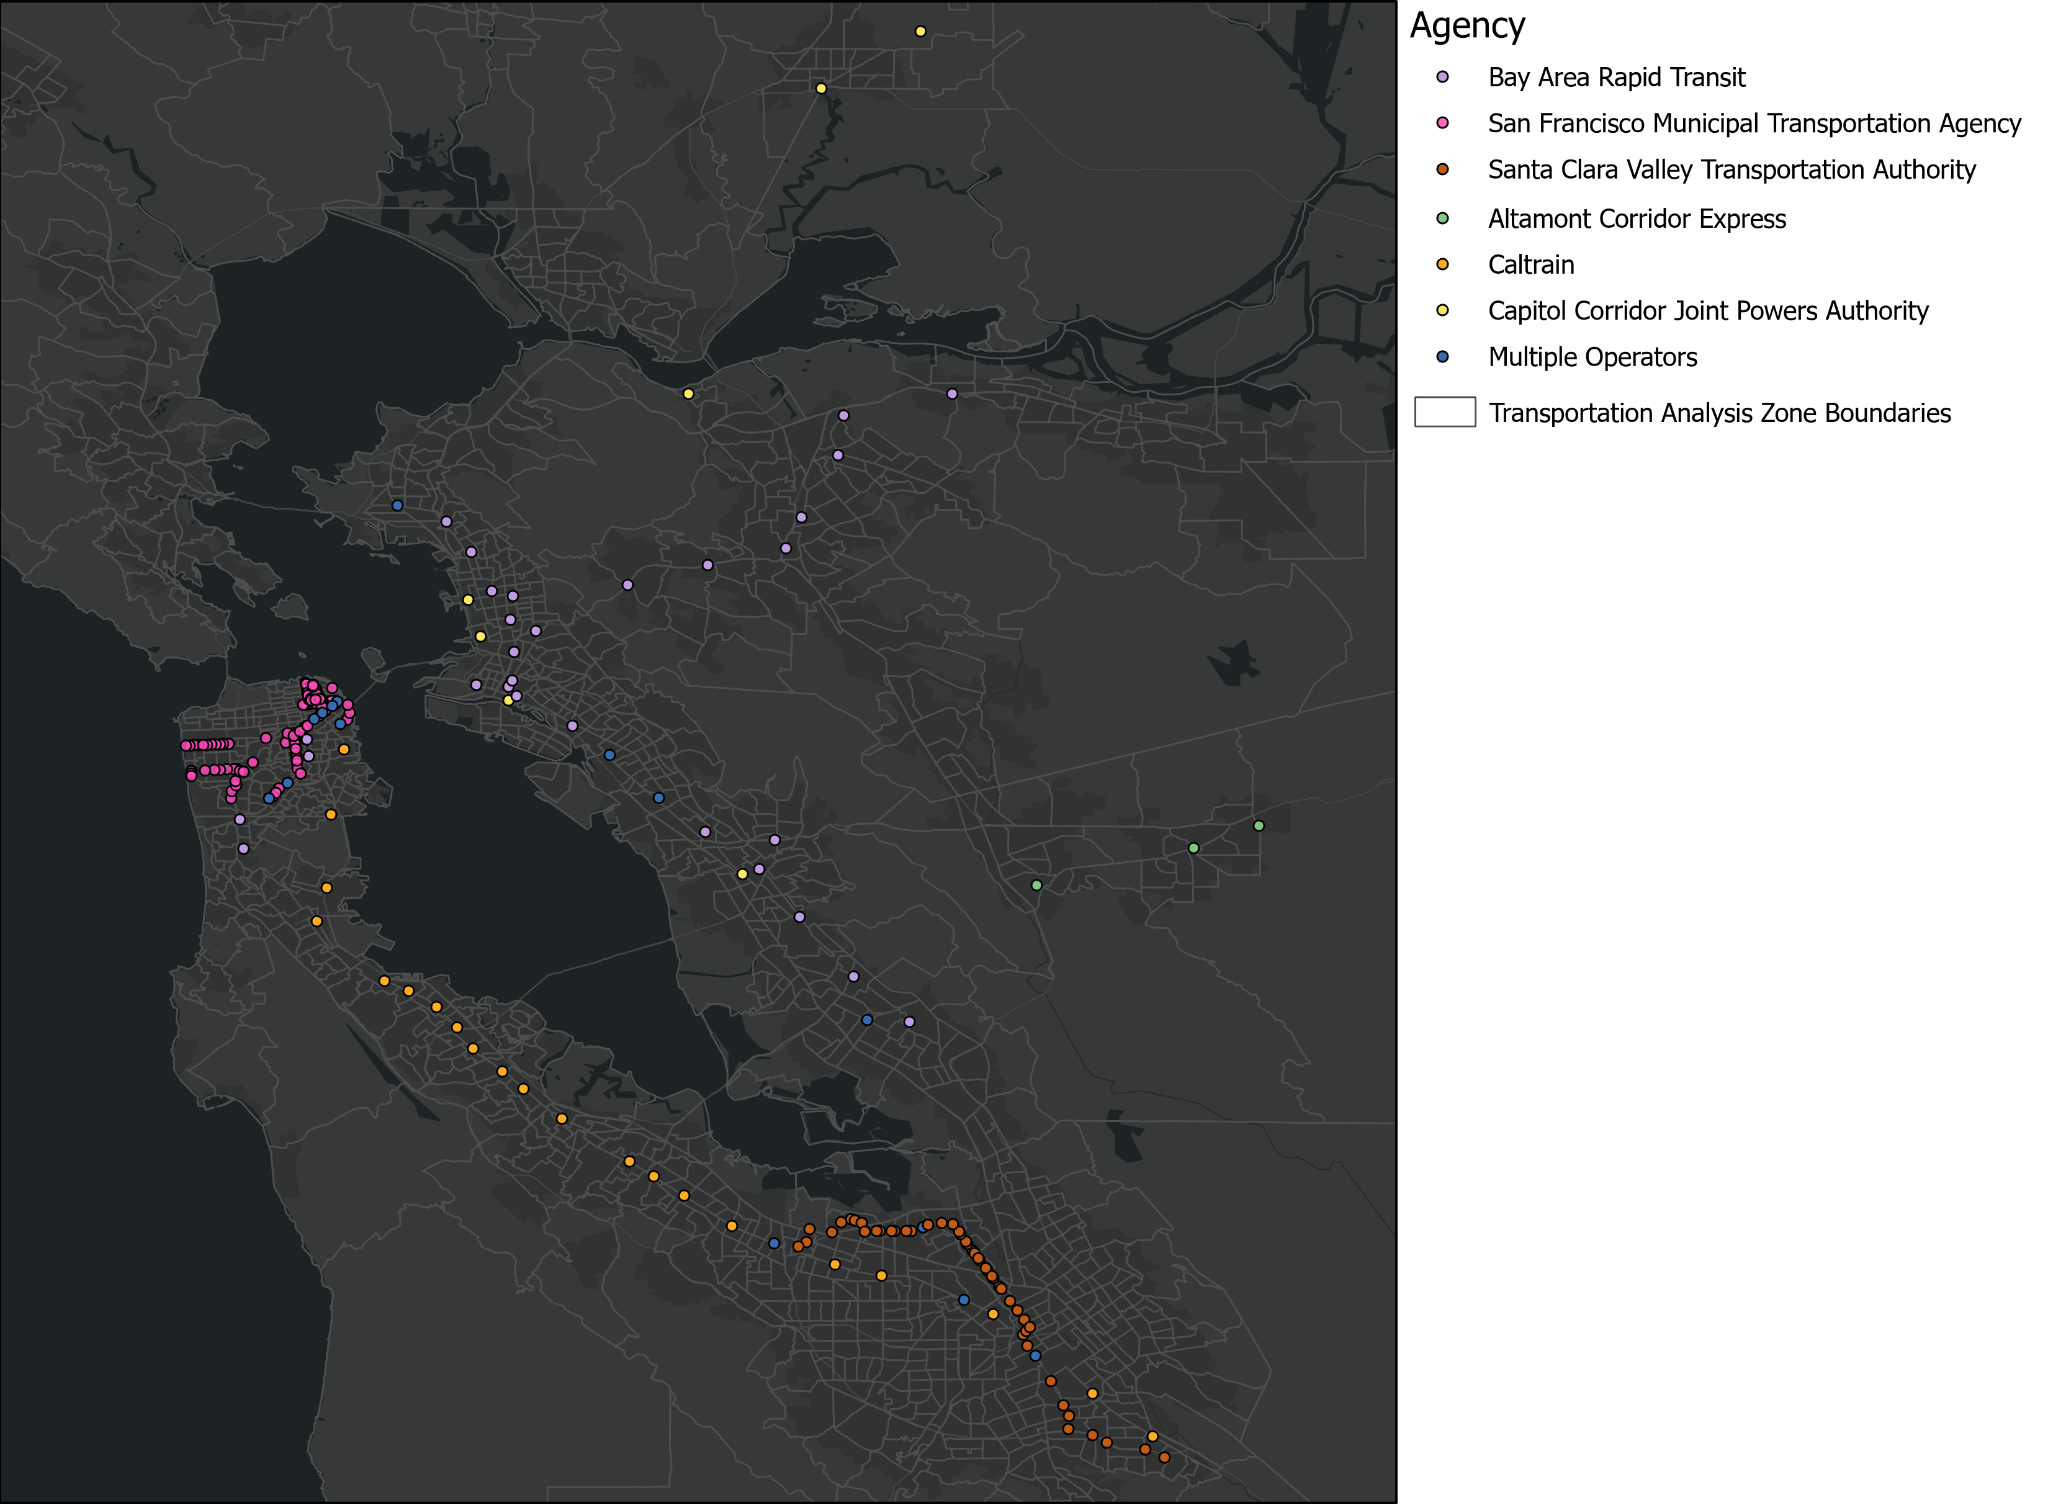 Agency
Bay Area Rapid Transit
San Francisco Municipal Transportation Agency
Santa Clara Valley Transportation Authority
Altamont Corridor Express
Caltrain
Capitol Corridor Joint Powers Authority
Multiple Operators
Transportation Analysis Zone Boundaries